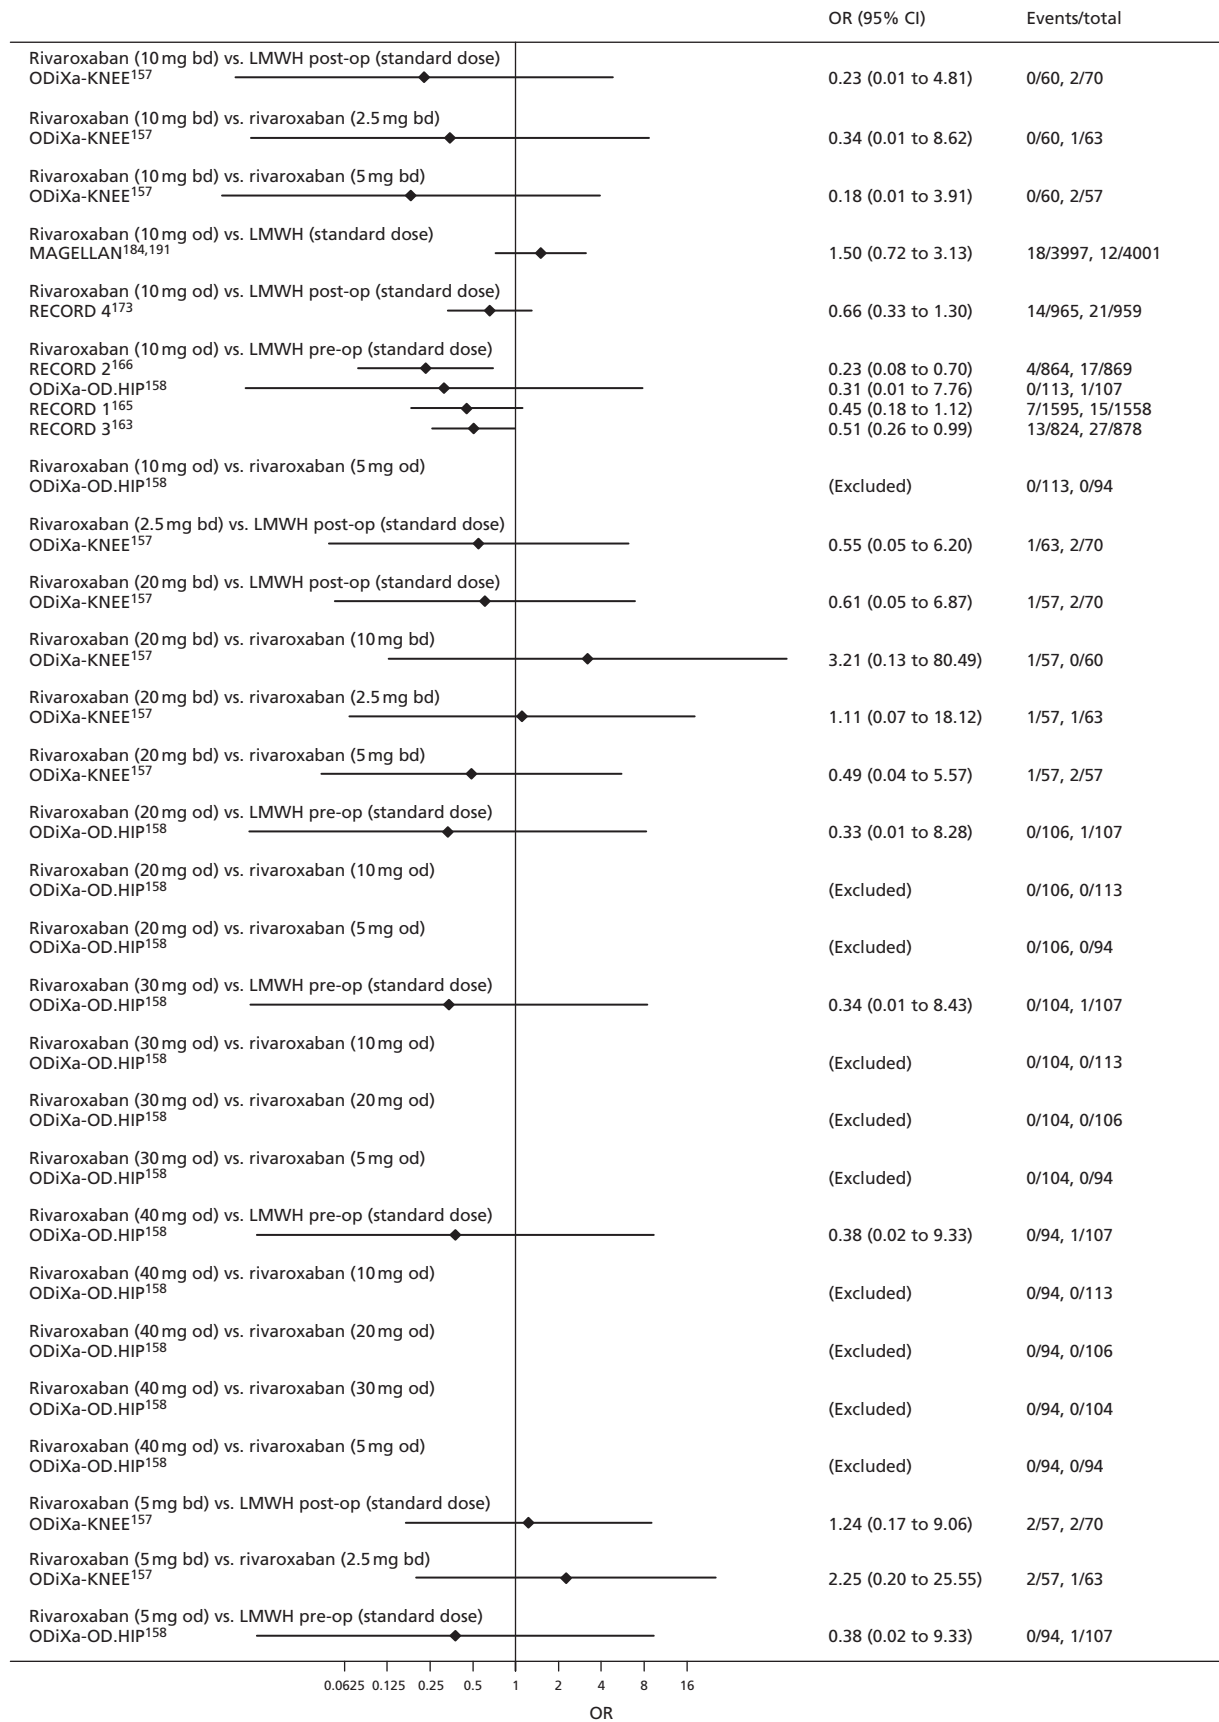 OR (95% CI) Events/total
Rivaroxaban (10 mg bd) vs. LMWH post-op (standard dose)
ODiXa-KNEE157 0.23 (0.01 to 4.81) 0/60, 2/70
Rivaroxaban (10 mg bd) vs. rivaroxaban (2.5 mg bd)
ODiXa-KNEE157 0.34 (0.01 to 8.62) 0/60, 1/63
Rivaroxaban (10 mg bd) vs. rivaroxaban (5 mg bd)
ODiXa-KNEE157 0.18 (0.01 to 3.91) 0/60, 2/57
Rivaroxaban (10 mg od) vs. LMWH (standard dose)
MAGELLAN184,191 1.50 (0.72 to 3.13) 18/3997, 12/4001
Rivaroxaban (10 mg od) vs. LMWH post-op (standard dose)
RECORD 4173 0.66 (0.33 to 1.30) 14/965, 21/959
Rivaroxaban (10 mg od) vs. LMWH pre-op (standard dose)
RECORD 2166 0.23 (0.08 to 0.70) 4/864, 17/869
ODiXa-OD.HIP158 0.31 (0.01 to 7.76) 0/113, 1/107
RECORD 1165 0.45 (0.18 to 1.12) 7/1595, 15/1558
RECORD 3163 0.51 (0.26 to 0.99) 13/824, 27/878
Rivaroxaban (10 mg od) vs. rivaroxaban (5 mg od)
ODiXa-OD.HIP158 (Excluded) 0/113, 0/94
Rivaroxaban (2.5 mg bd) vs. LMWH post-op (standard dose)
ODiXa-KNEE157 0.55 (0.05 to 6.20) 1/63, 2/70
Rivaroxaban (20 mg bd) vs. LMWH post-op (standard dose)
ODiXa-KNEE157 0.61 (0.05 to 6.87) 1/57, 2/70
Rivaroxaban (20 mg bd) vs. rivaroxaban (10 mg bd)
ODiXa-KNEE157 3.21 (0.13 to 80.49) 1/57, 0/60
Rivaroxaban (20 mg bd) vs. rivaroxaban (2.5 mg bd)
ODiXa-KNEE157 1.11 (0.07 to 18.12) 1/57, 1/63
Rivaroxaban (20 mg bd) vs. rivaroxaban (5 mg bd)
ODiXa-KNEE157 0.49 (0.04 to 5.57) 1/57, 2/57
Rivaroxaban (20 mg od) vs. LMWH pre-op (standard dose)
ODiXa-OD.HIP158 0.33 (0.01 to 8.28) 0/106, 1/107
Rivaroxaban (20 mg od) vs. rivaroxaban (10 mg od)
ODiXa-OD.HIP158 (Excluded) 0/106, 0/113
Rivaroxaban (20 mg od) vs. rivaroxaban (5 mg od)
ODiXa-OD.HIP158 (Excluded) 0/106, 0/94
Rivaroxaban (30 mg od) vs. LMWH pre-op (standard dose)
ODiXa-OD.HIP158 0.34 (0.01 to 8.43) 0/104, 1/107
Rivaroxaban (30 mg od) vs. rivaroxaban (10 mg od)
ODiXa-OD.HIP158 (Excluded) 0/104, 0/113
Rivaroxaban (30 mg od) vs. rivaroxaban (20 mg od)
ODiXa-OD.HIP158 (Excluded) 0/104, 0/106
Rivaroxaban (30 mg od) vs. rivaroxaban (5 mg od)
ODiXa-OD.HIP158 (Excluded) 0/104, 0/94
Rivaroxaban (40 mg od) vs. LMWH pre-op (standard dose)
ODiXa-OD.HIP158 0.38 (0.02 to 9.33) 0/94, 1/107
Rivaroxaban (40 mg od) vs. rivaroxaban (10 mg od)
ODiXa-OD.HIP158 (Excluded) 0/94, 0/113
Rivaroxaban (40 mg od) vs. rivaroxaban (20 mg od)
ODiXa-OD.HIP158 (Excluded) 0/94, 0/106
Rivaroxaban (40 mg od) vs. rivaroxaban (30 mg od)
ODiXa-OD.HIP158 (Excluded) 0/94, 0/104
Rivaroxaban (40 mg od) vs. rivaroxaban (5 mg od)
ODiXa-OD.HIP158 (Excluded) 0/94, 0/94
Rivaroxaban (5 mg bd) vs. LMWH post-op (standard dose)
ODiXa-KNEE157 1.24 (0.17 to 9.06) 2/57, 2/70
Rivaroxaban (5 mg bd) vs. rivaroxaban (2.5 mg bd)
ODiXa-KNEE157 2.25 (0.20 to 25.55) 2/57, 1/63
Rivaroxaban (5 mg od) vs. LMWH pre-op (standard dose)
ODiXa-OD.HIP158 0.38 (0.02 to 9.33) 0/94, 1/107
0.0625 0.125 0.25 0.5 1 2 4 8 16
OR